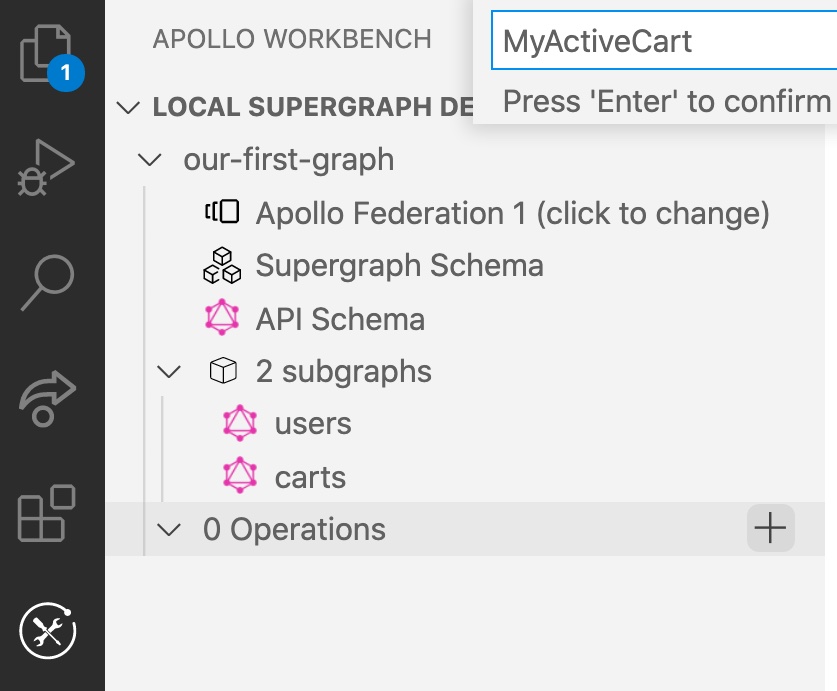 APOLLO WORKBENCH
MyActiveCart
Press 'Enter' to confirm
1
LOCAL SUPERGRAPH DE
our-first-graph
Apollo Federation 1 (click to change)
Supergraph Schema
API Schema
2 subgraphs
users
carts
0 Operations